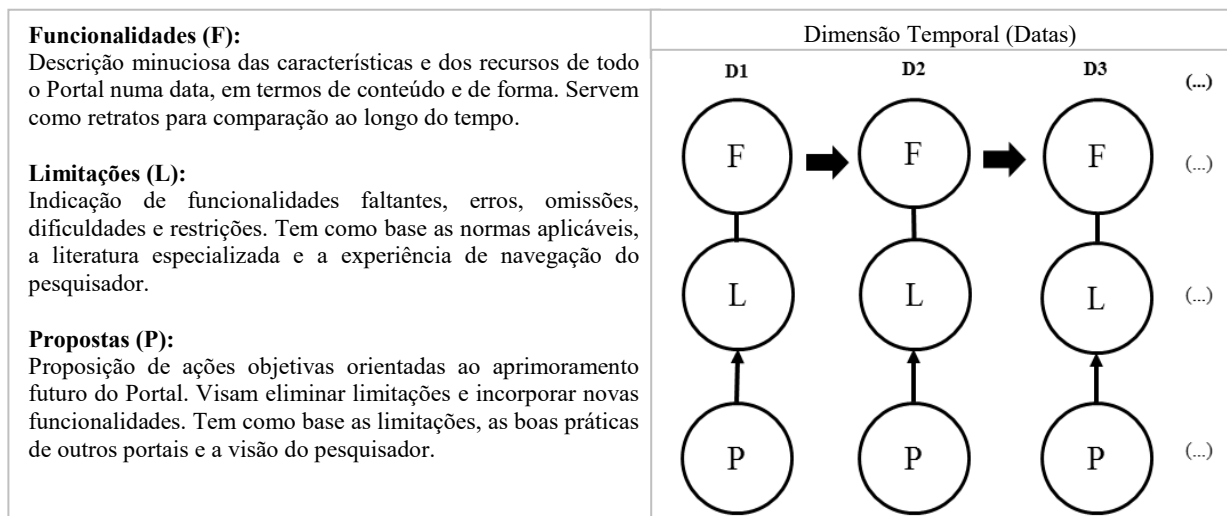 Funcionalidades (F):
Descrição minuciosa das características e dos recursos de todo
o Portal numa data, em termos de conteúdo e de forma. Servem
como retratos para comparação ao longo do tempo.
Limitações (L):
Indicação de funcionalidades faltantes, erros, omissões,
dificuldades e restrições. Tem como base as normas aplicáveis,
a literatura especializada e a experiência de navegação do
pesquisador.
Propostas (P):
Proposição de ações objetivas orientadas ao aprimoramento
futuro do Portal. Visam eliminar limitações e incorporar novas
funcionalidades. Tem como base as limitações, as boas práticas
de outros portais e a visão do pesquisador.
Dimensão Temporal (Datas)
D1 D2 D3 (...)
F F F (...)
L L L (...)
P P P (...)